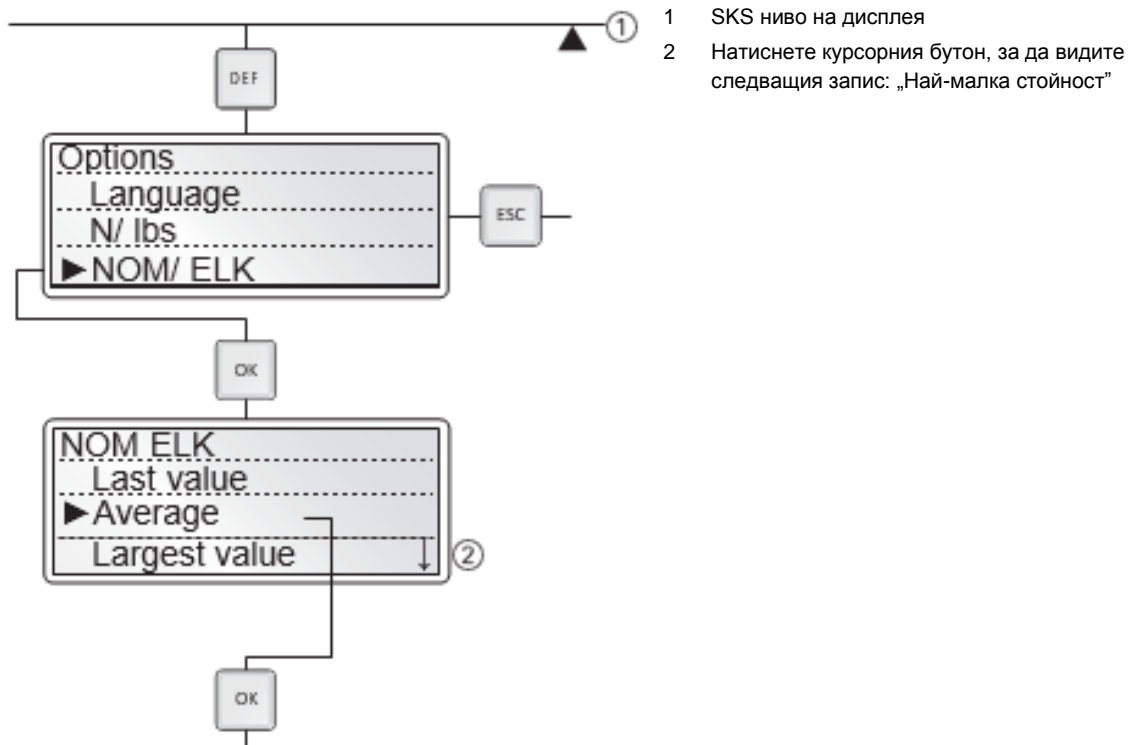 ①
1 SKS ниво на дисплея
2 Натиснете курсорния бутон, за да видите
следващия запис: „Най-малка стойност”
DEF
Options
Language
N/ lbs
►NOM/ ELK
ESC
OK
NOM ELK
Last value
►Average
Largest value ↓ ②
OK